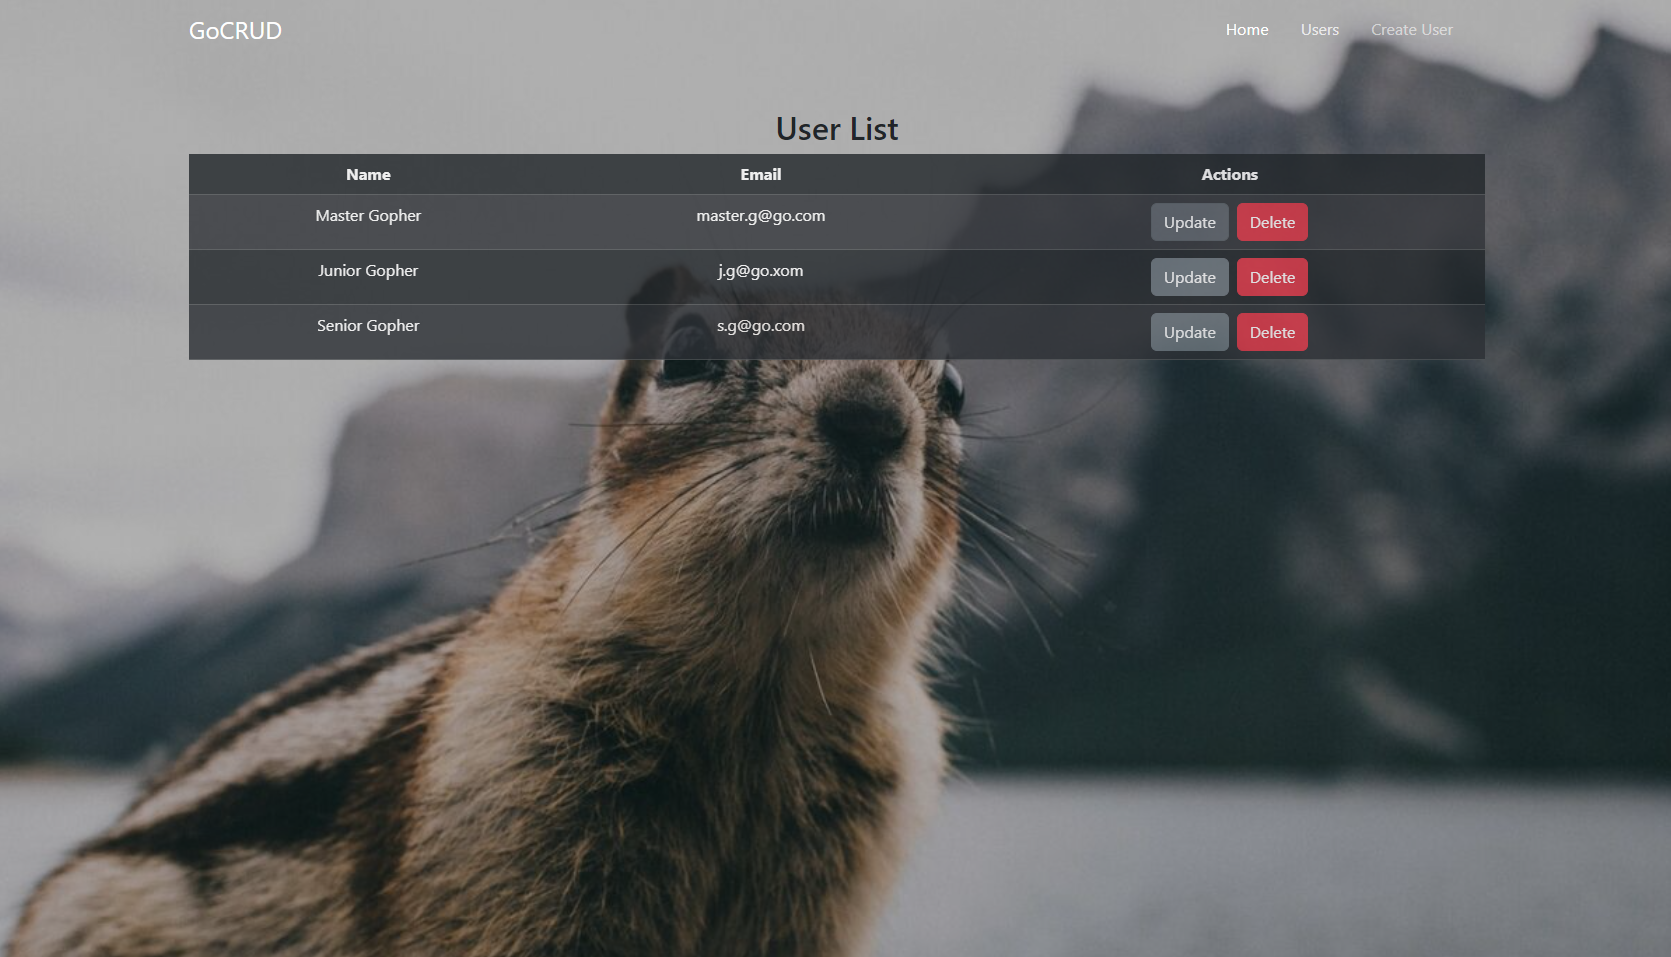 GoCRUD Home Users Create User
User List
Name Email Actions
Master Gopher master.g@go.com Update Delete
Junior Gopher j.g@go.xom Update Delete
Senior Gopher s.g@go.com Update Delete